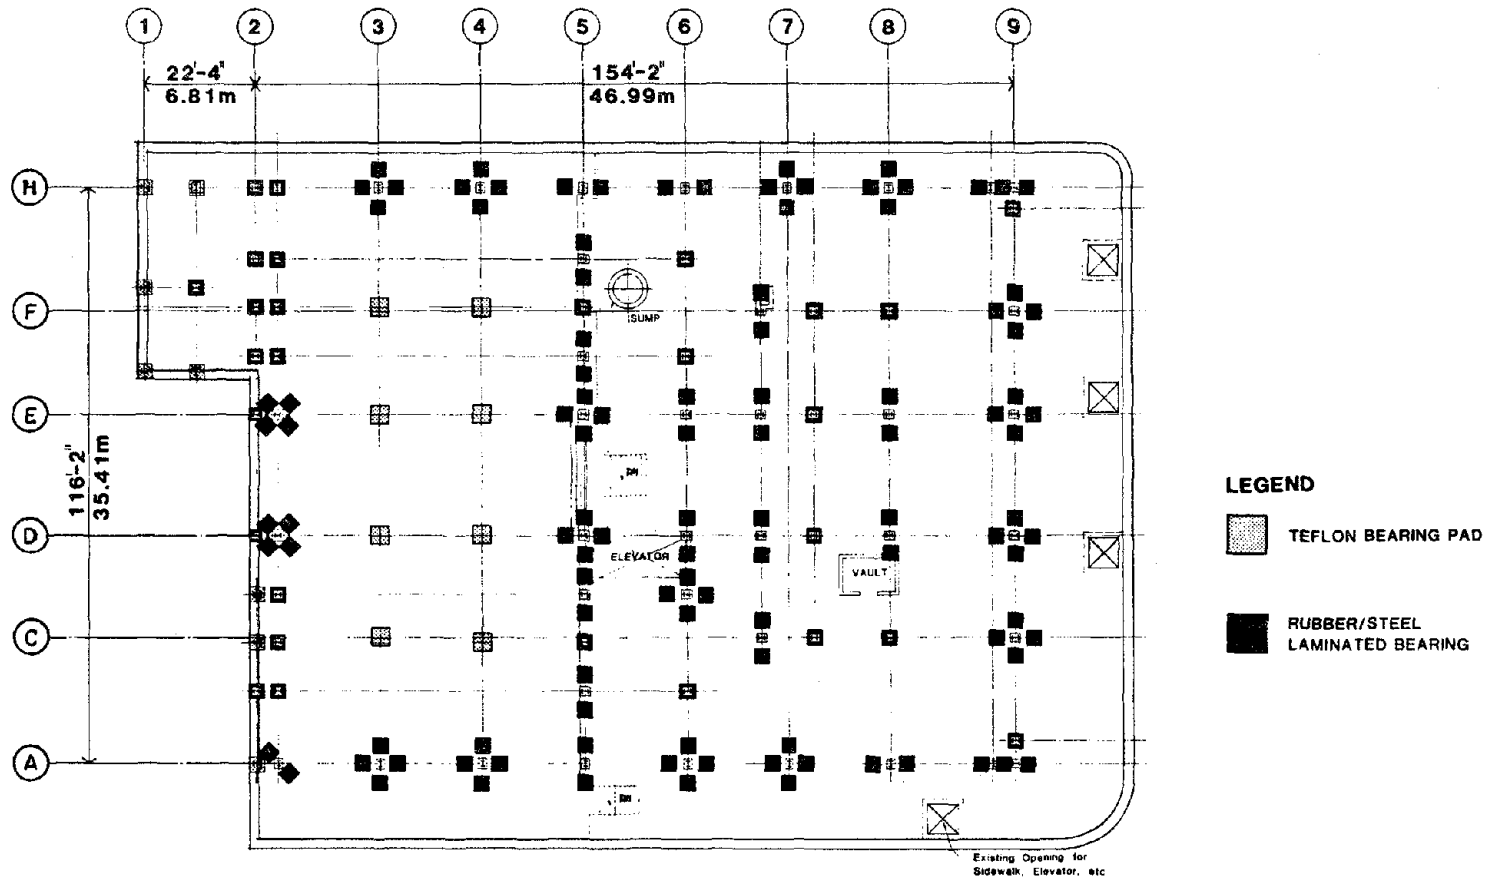 1 2 3 4 5 6 7 8 9
22'-4"
6.81m
154'-2"
46.99m
H
F
SUMP
E
116'-2"
35.41m
D
ELEVATOR
VAULT
C
A
LEGEND
TEFLON BEARING PAD
RUBBER/STEEL
LAMINATED BEARING
Existing Opening for
Sidewalk, Elevator, etc